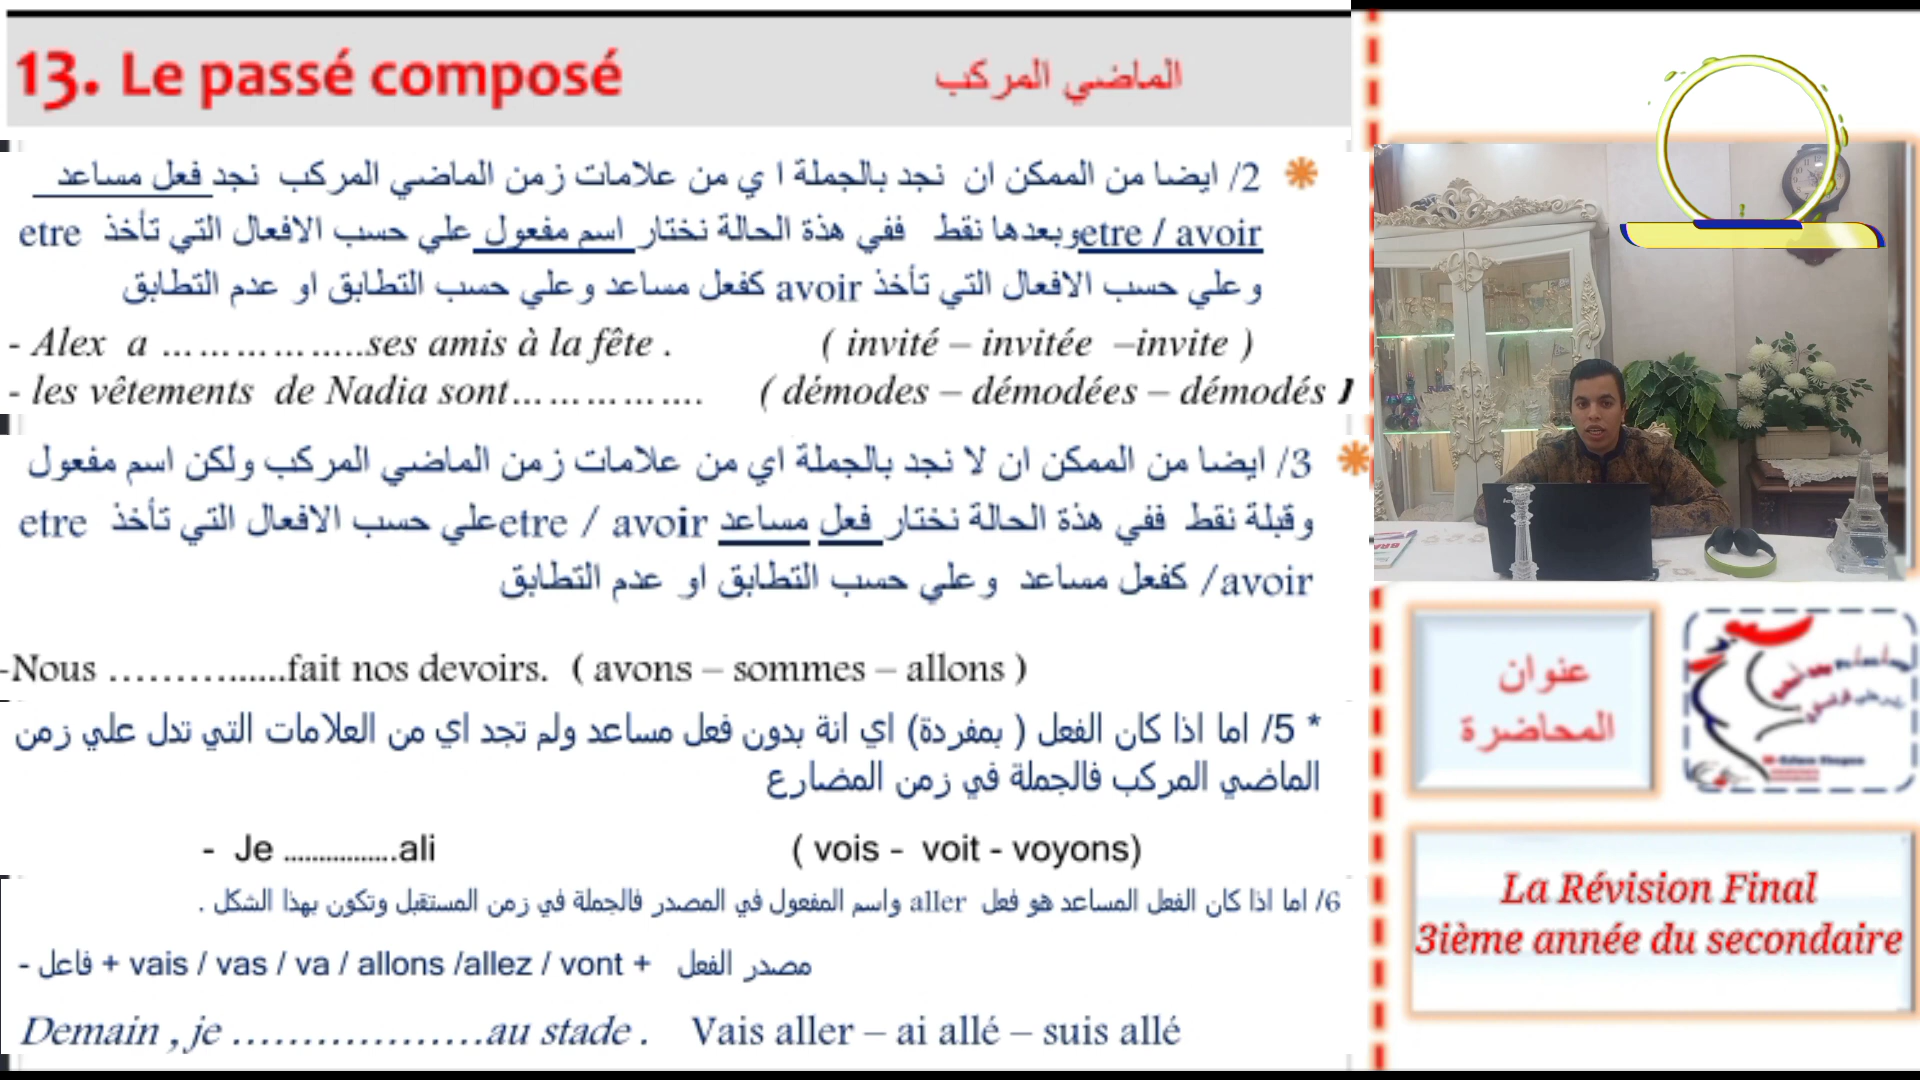 13. Le passé composé
الماضي المركب
2/ ايضا من الممكن ان نجد بالجملة ا ي من علامات زمن الماضي المركب نجد فعل مساعد
etre / avoir وبعدها نقط ففي هذة الحالة نختار اسم مفعول علي حسب الافعال التي تأخذ etre
وعلي حسب الافعال التي تأخذ avoir كفعل مساعد وعلي حسب التطابق او عدم التطابق
- Alex a ………………..ses amis à la fête . ( invité – invitée –invite )
- les vêtements de Nadia sont…………….. ( démodes – démodées – démodés
3/ ايضا من الممكن ان لا نجد بالجملة اي من علامات زمن الماضي المركب ولكن اسم مفعول
وقبلة نقط ففي هذة الحالة نختار فعل مساعد etre / avoir علي حسب الافعال التي تأخذ etre
/avoir كفعل مساعد وعلي حسب التطابق او عدم التطابق
-Nous ………......fait nos devoirs. ( avons – sommes – allons )
* 5/ اما اذا كان الفعل ( بمفردة) اي انة بدون فعل مساعد ولم تجد اي من العلامات التي تدل علي زمن
الماضي المركب فالجملة في زمن المضارع
- Je …………….ali ( vois - voit - voyons)
6/ اما اذا كان الفعل المساعد هو فعل aller واسم المفعول في المصدر فالجملة في زمن المستقبل وتكون بهذا الشكل .
- فاعل + vais / vas / va / allons /allez / vont + مصدر الفعل
Demain , je ………………..au stade . Vais aller – ai allé – suis allé
عنوان
المحاضرة
La Révision Final
3ième année du secondaire